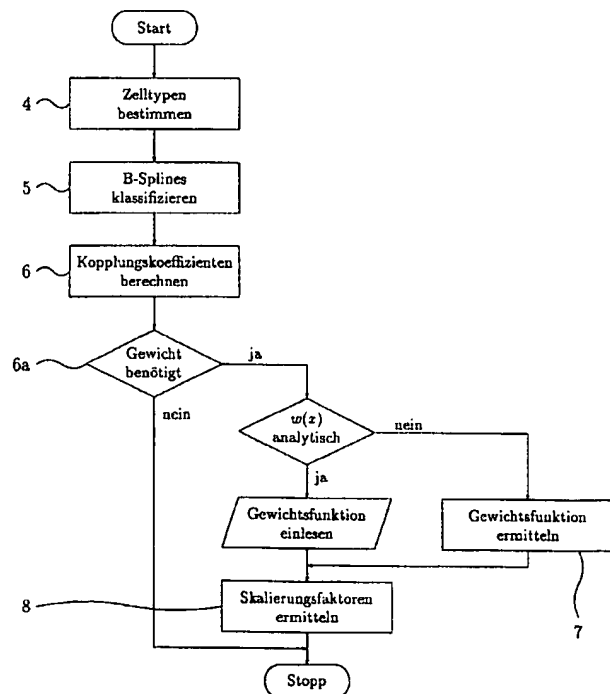 Start
4
Zelltypen
bestimmen
5
B-Splines
klassifizieren
6
Kopplungskoeffizienten
berechnen
6a
Gewicht
benötigt
ja
nein
w(x)
analytisch
nein
ja
Gewichtsfunktion
einlesen
Gewichtsfunktion
ermitteln
7
8
Skalierungsfaktoren
ermitteln
Stopp